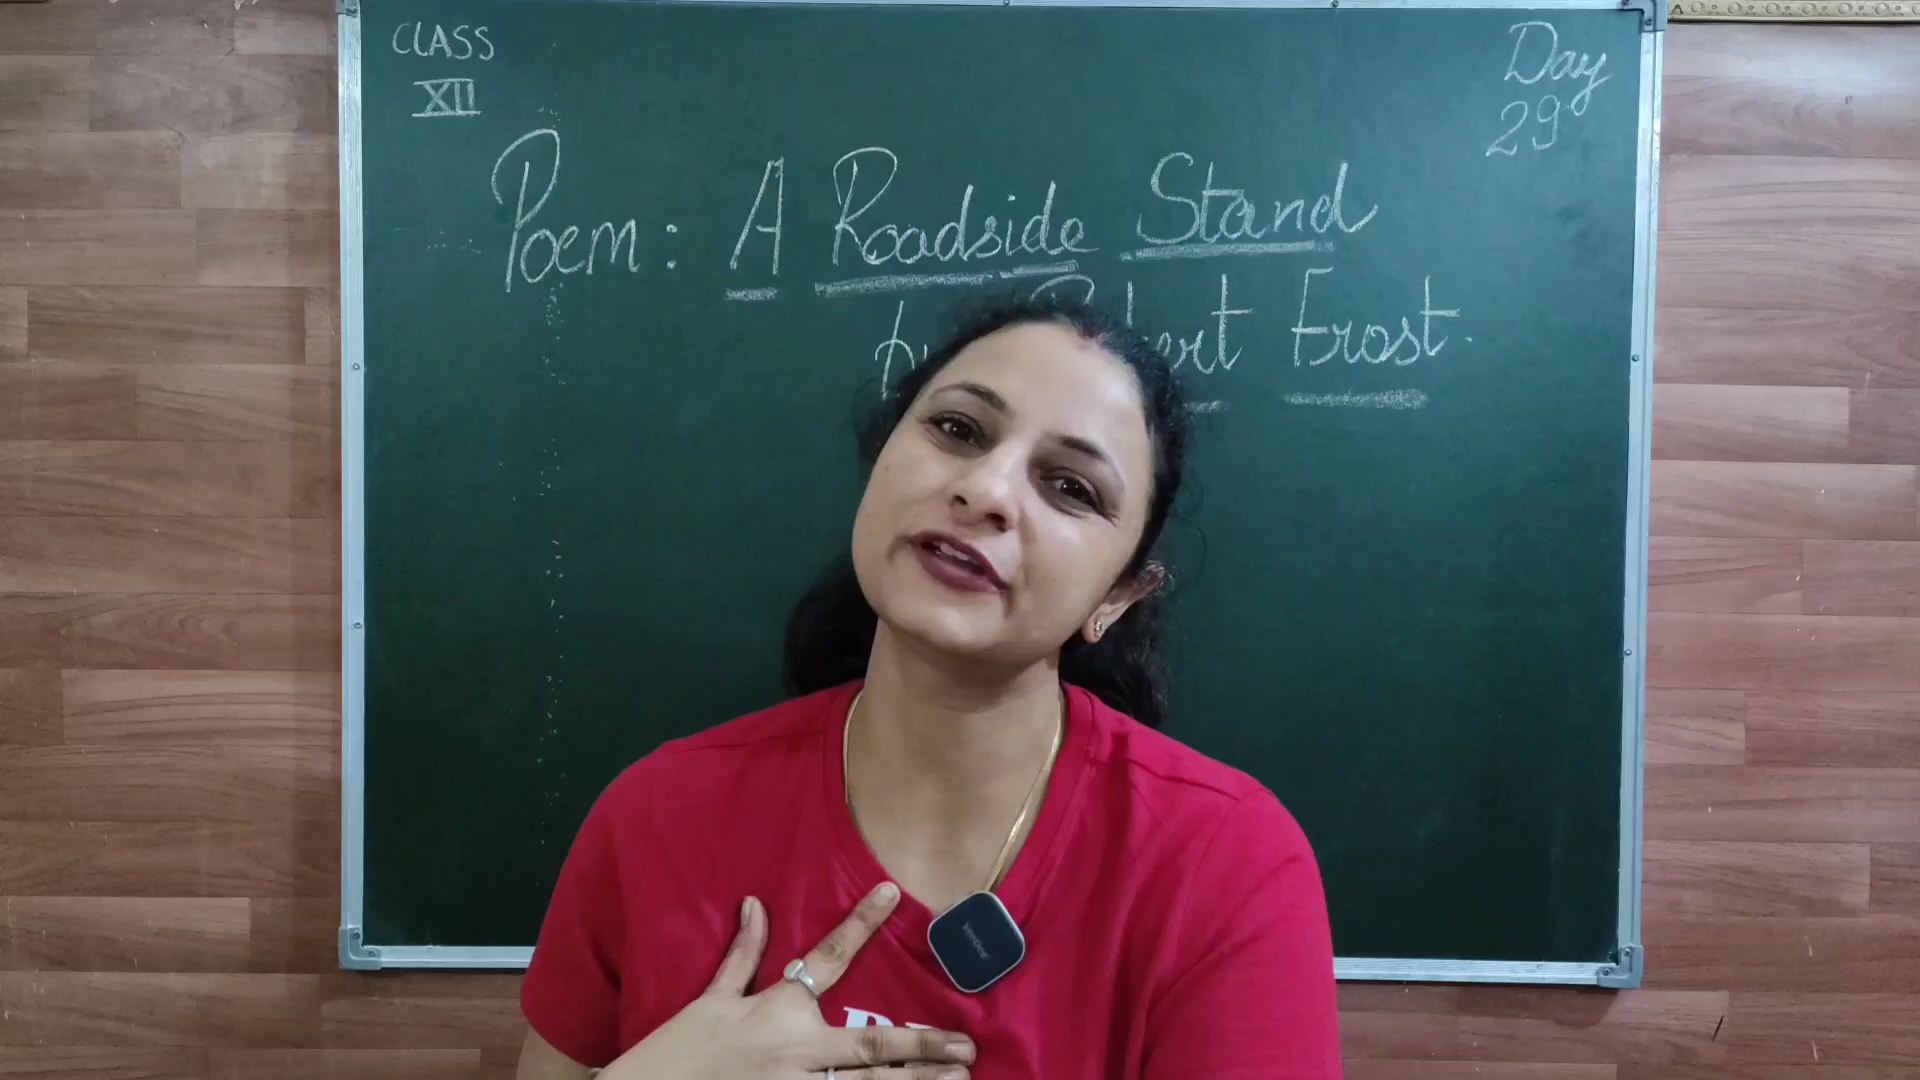 CLASS
XII
Day
29
Poem: A Roadside Stand
Frost.